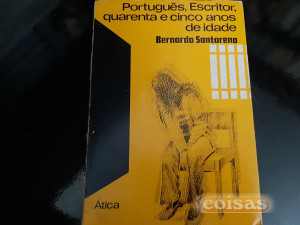 Português, Escritor,
quarenta e cinco anos
de idade
Bernardo Santareno
Ática
coisas